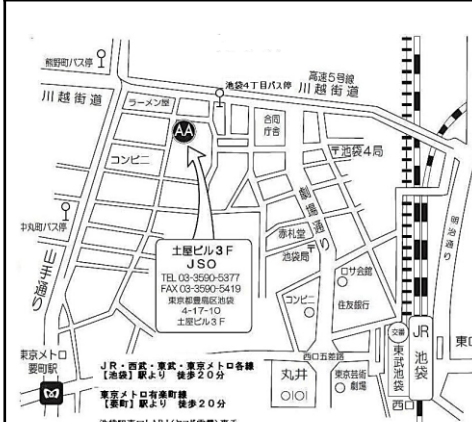 熊野町バス停
池袋4丁目バス停
高速5号線
川越街道
川越街道
ラーメン屋
AA
合同
庁舎
〒池袋4局
コンビニ
劇場通り
明治通り
中丸町バス停
赤札堂
池袋局
〒
山手通り
土屋ビル3F
JSO
TEL 03-3590-5377
FAX 03-3590-5419
東京都豊島区池袋
4-17-10
土屋ビル3F
ロサ会館
コンビニ
住友銀行
交番
JR 池袋
東武池袋
東口
西口五差路
東京メトロ
要町駅
JR・西武・東武・東京メトロ各線
【池袋】駅より 徒歩20分
丸井
OIOI
東京芸術
劇場
西口
東京メトロ有楽町線
【要町】駅より 徒歩20分